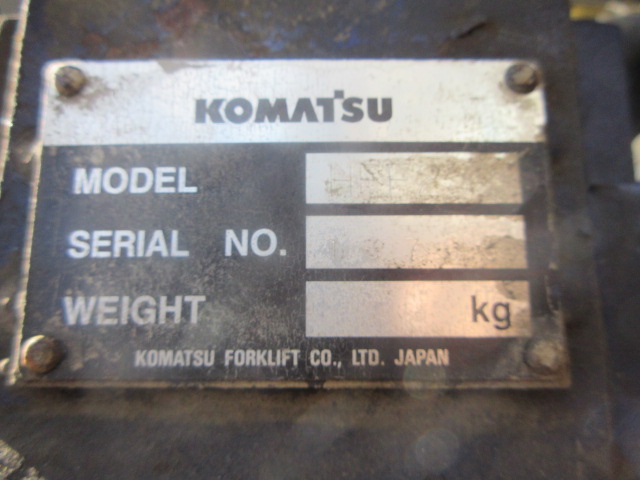 KOMATSU
MODEL
SERIAL NO.
WEIGHT kg
KOMATSU FORKLIFT CO., LTD. JAPAN